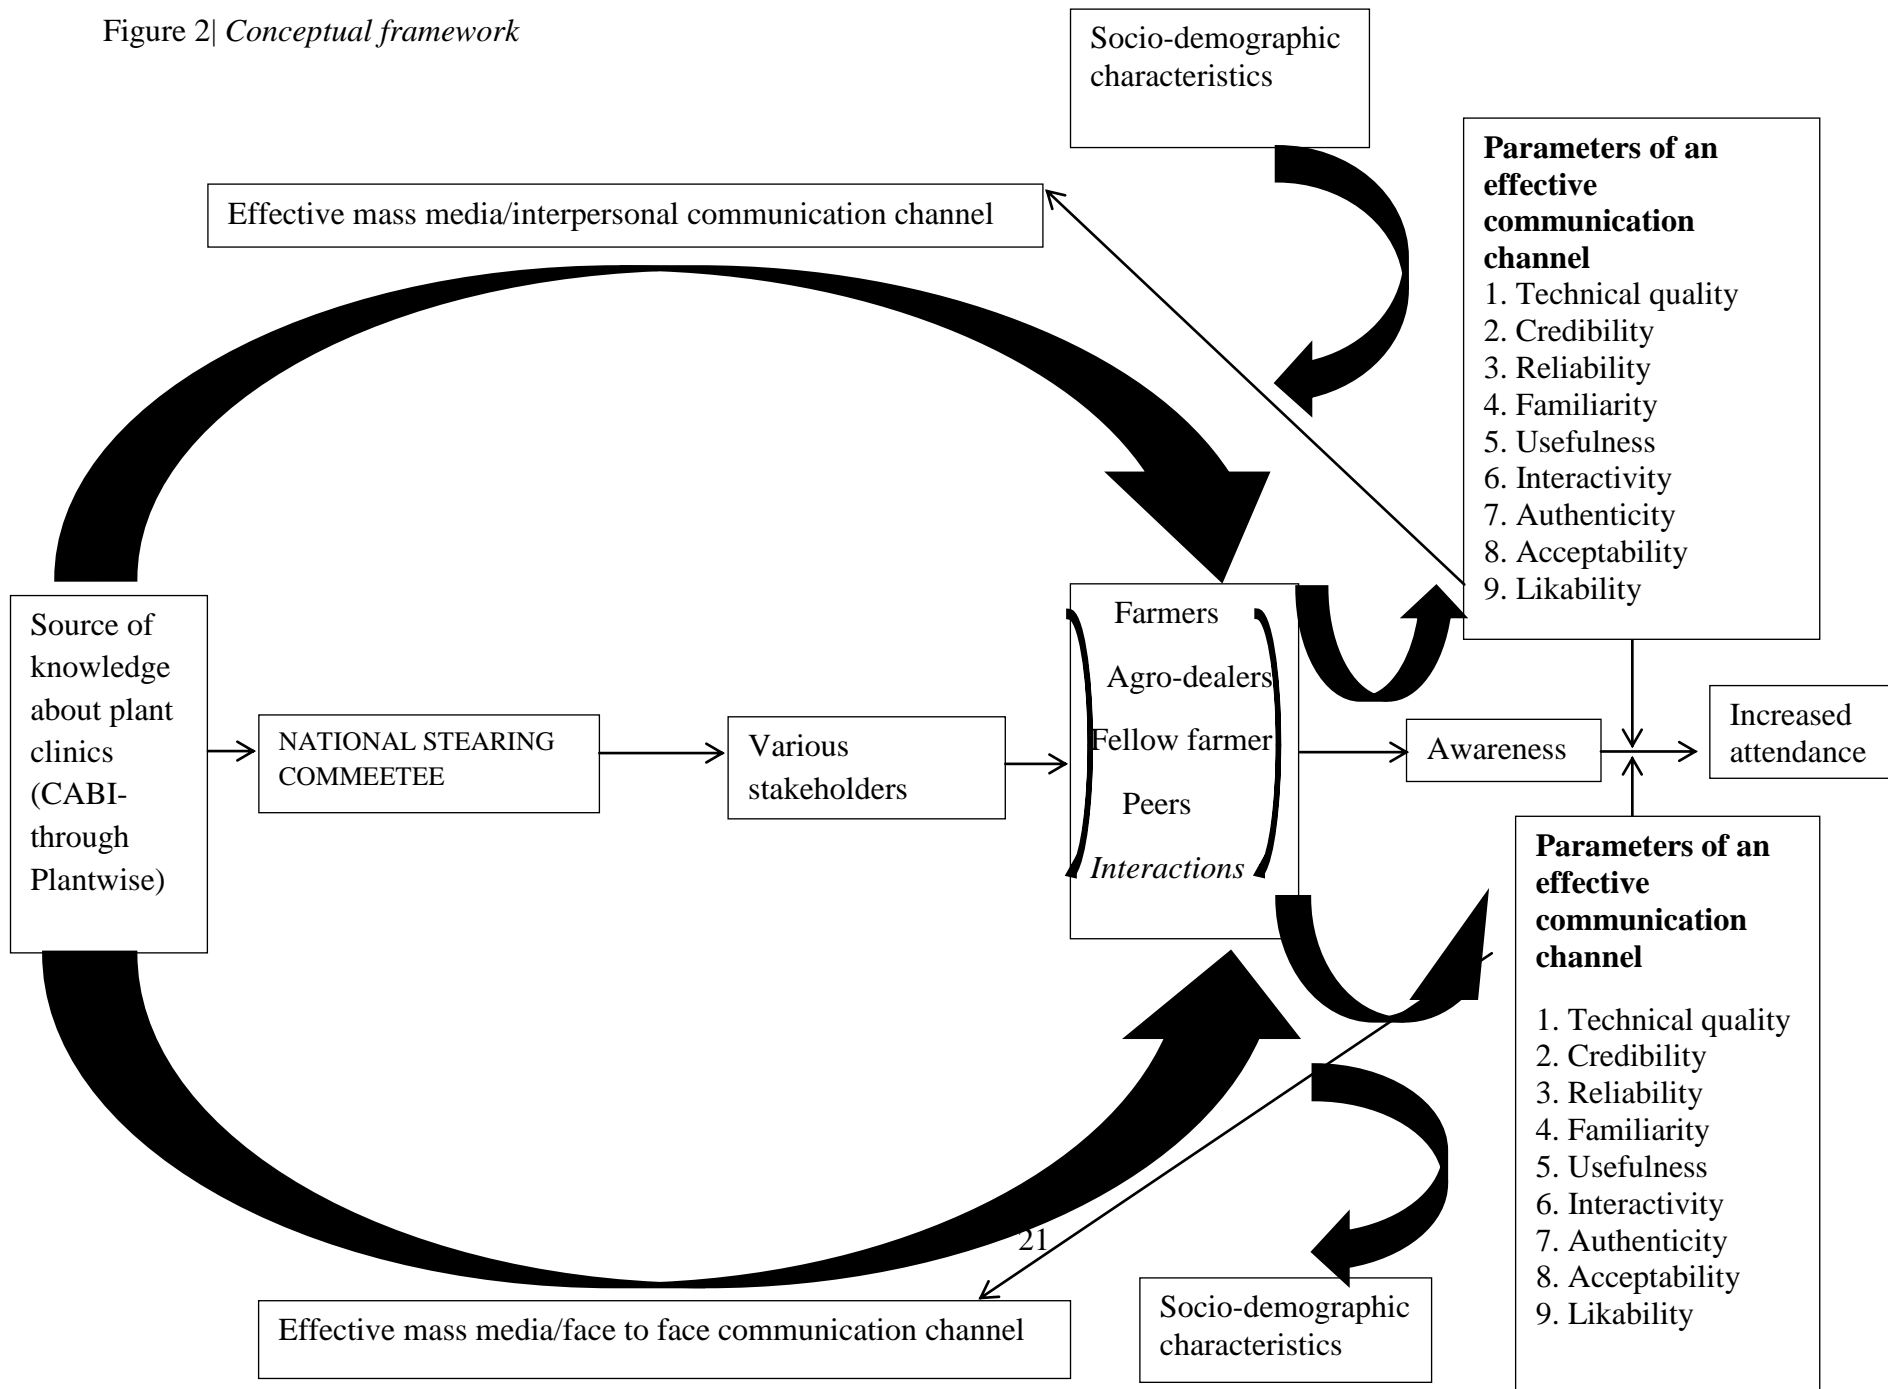 Figure 2| Conceptual framework
Socio-demographic
characteristics
Effective mass media/interpersonal communication channel
Parameters of an
effective
communication
channel
1. Technical quality
2. Credibility
3. Reliability
4. Familiarity
5. Usefulness
6. Interactivity
7. Authenticity
8. Acceptability
9. Likability
Source of
knowledge
about plant
clinics
(CABI-
through
Plantwise)
NATIONAL STEARING
COMMEETEE
Various
stakeholders
Farmers
Agro-dealers
Fellow farmer
Peers
Interactions
Awareness
Increased
attendance
Parameters of an
effective
communication
channel
1. Technical quality
2. Credibility
3. Reliability
4. Familiarity
5. Usefulness
6. Interactivity
7. Authenticity
8. Acceptability
9. Likability
21
Effective mass media/face to face communication channel
Socio-demographic
characteristics